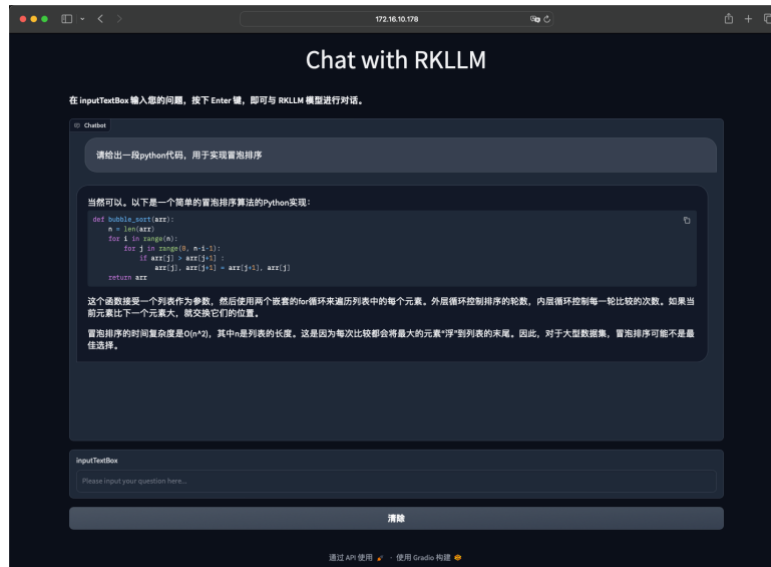 172.16.10.178
Chat with RKLLM
在 inputTextBox 输入您的问题，按下 Enter 键，即可与 RKLLM 模型进行对话。
Chatbot
请给出一段python代码，用于实现冒泡排序
当然可以。以下是一个简单的冒泡排序算法的Python实现：
def bubble_sort(arr):
    n = len(arr)
    for i in range(n):
        for j in range(0, n-i-1):
            if arr[j] > arr[j+1] :
                arr[j], arr[j+1] = arr[j+1], arr[j]
    return arr
这个函数接受一个列表作为参数，然后使用两个嵌套的for循环来遍历列表中的每个元素。外层循环控制排序的轮数，内层循环控制每一轮比较的次数。如果当
前元素比下一个元素大，就交换它们的位置。
冒泡排序的时间复杂度是O(n^2)，其中n是列表的长度。这是因为每次比较都会将最大的元素“浮”到列表的末尾。因此，对于大型数据集，冒泡排序可能不是最
佳选择。
inputTextBox
Please input your question here...
清除
通过 API 使用 · 使用 Gradio 构建